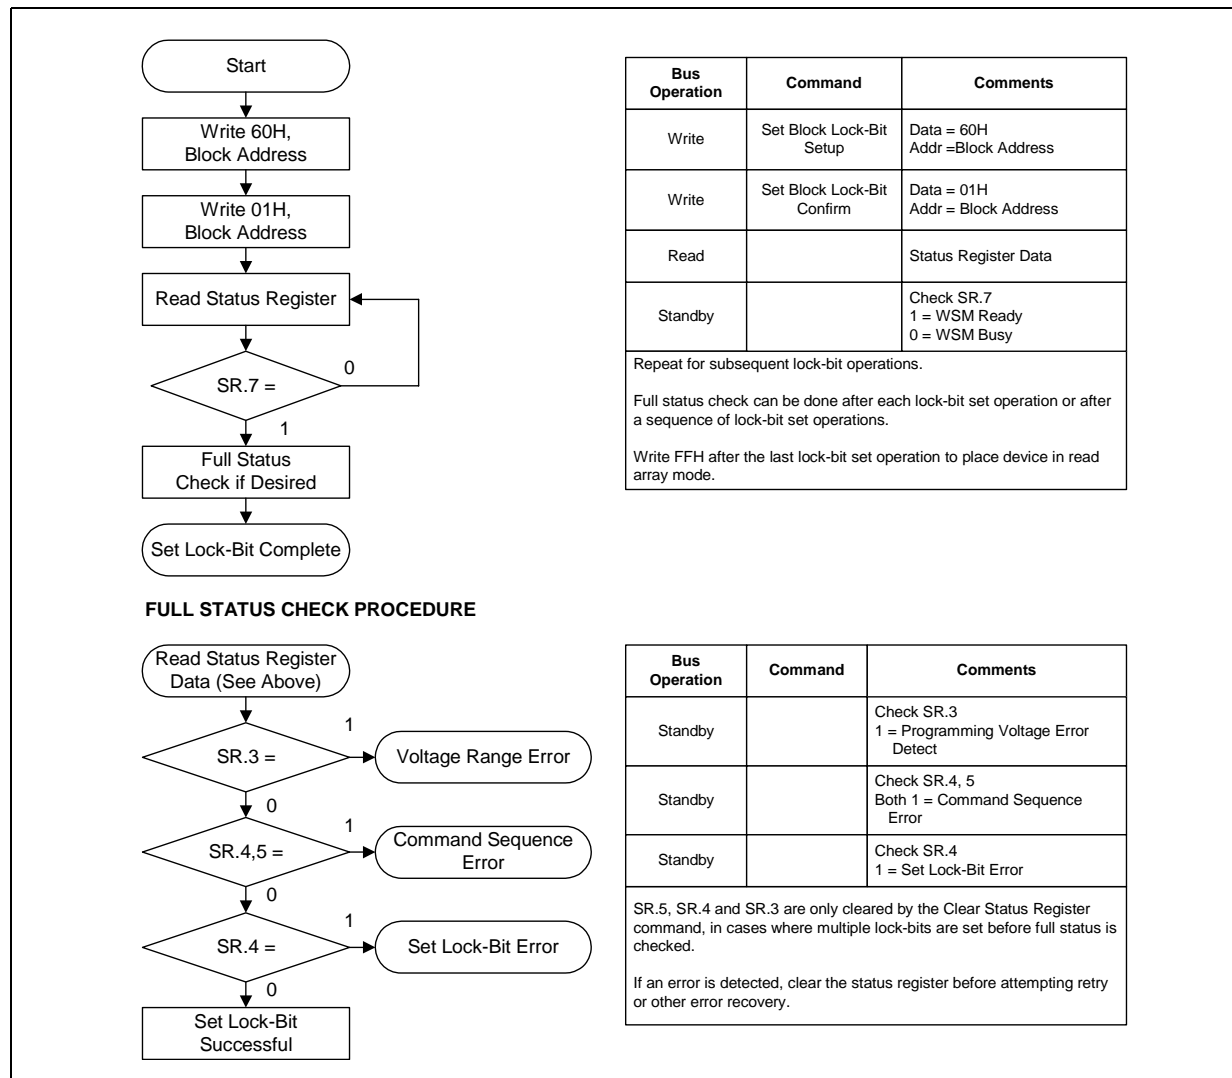 Start
Write 60H,
Block Address
Write 01H,
Block Address
Read Status Register
0
SR.7 =
1
Full Status
Check if Desired
Set Lock-Bit Complete
Bus
Operation
Command
Comments
Write
Set Block Lock-Bit
Setup
Data = 60H
Addr =Block Address
Write
Set Block Lock-Bit
Confirm
Data = 01H
Addr = Block Address
Read
Status Register Data
Standby
Check SR.7
1 = WSM Ready
0 = WSM Busy
Repeat for subsequent lock-bit operations.
Full status check can be done after each lock-bit set operation or after
a sequence of lock-bit set operations.
Write FFH after the last lock-bit set operation to place device in read
array mode.
FULL STATUS CHECK PROCEDURE
Read Status Register
Data (See Above)
1
SR.3 =
Voltage Range Error
0
1
SR.4,5 =
Command Sequence
Error
0
1
SR.4 =
Set Lock-Bit Error
0
Set Lock-Bit
Successful
Bus
Operation
Command
Comments
Standby
Check SR.3
1 = Programming Voltage Error
Detect
Standby
Check SR.4, 5
Both 1 = Command Sequence
Error
Standby
Check SR.4
1 = Set Lock-Bit Error
SR.5, SR.4 and SR.3 are only cleared by the Clear Status Register
command, in cases where multiple lock-bits are set before full status is
checked.
If an error is detected, clear the status register before attempting retry
or other error recovery.